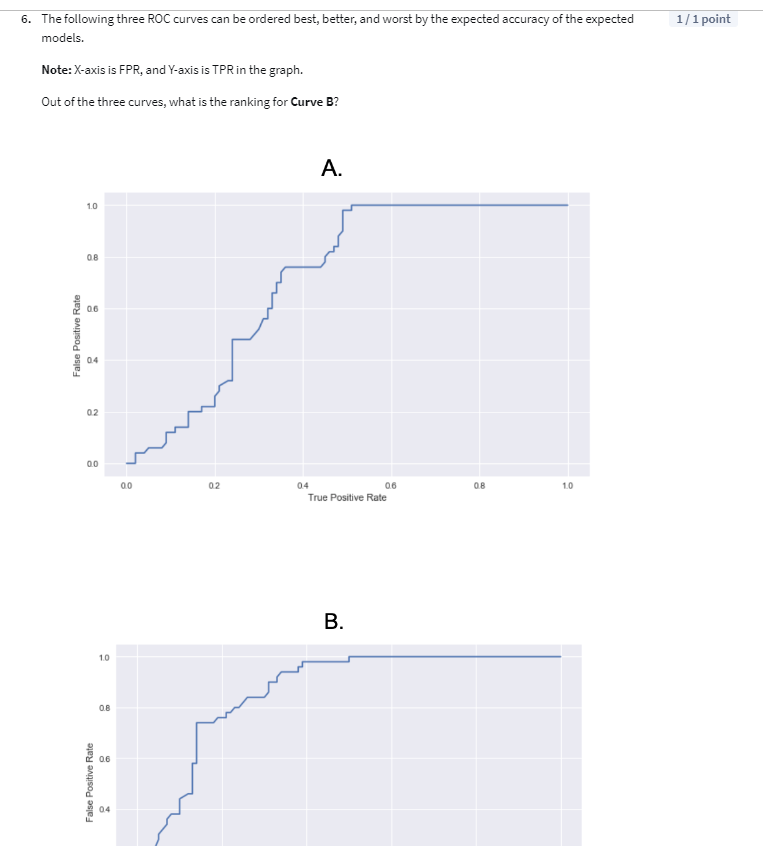 6. The following three ROC curves can be ordered best, better, and worst by the expected accuracy of the expected
models.
1 / 1 point
Note: X-axis is FPR, and Y-axis is TPR in the graph.
Out of the three curves, what is the ranking for Curve B?
A.
1.0
0.8
0.6
0.4
0.2
0.0
False Positive Rate
0.0 0.2 0.4 0.6 0.8 1.0
True Positive Rate
B.
1.0
0.8
0.6
0.4
False Positive Rate